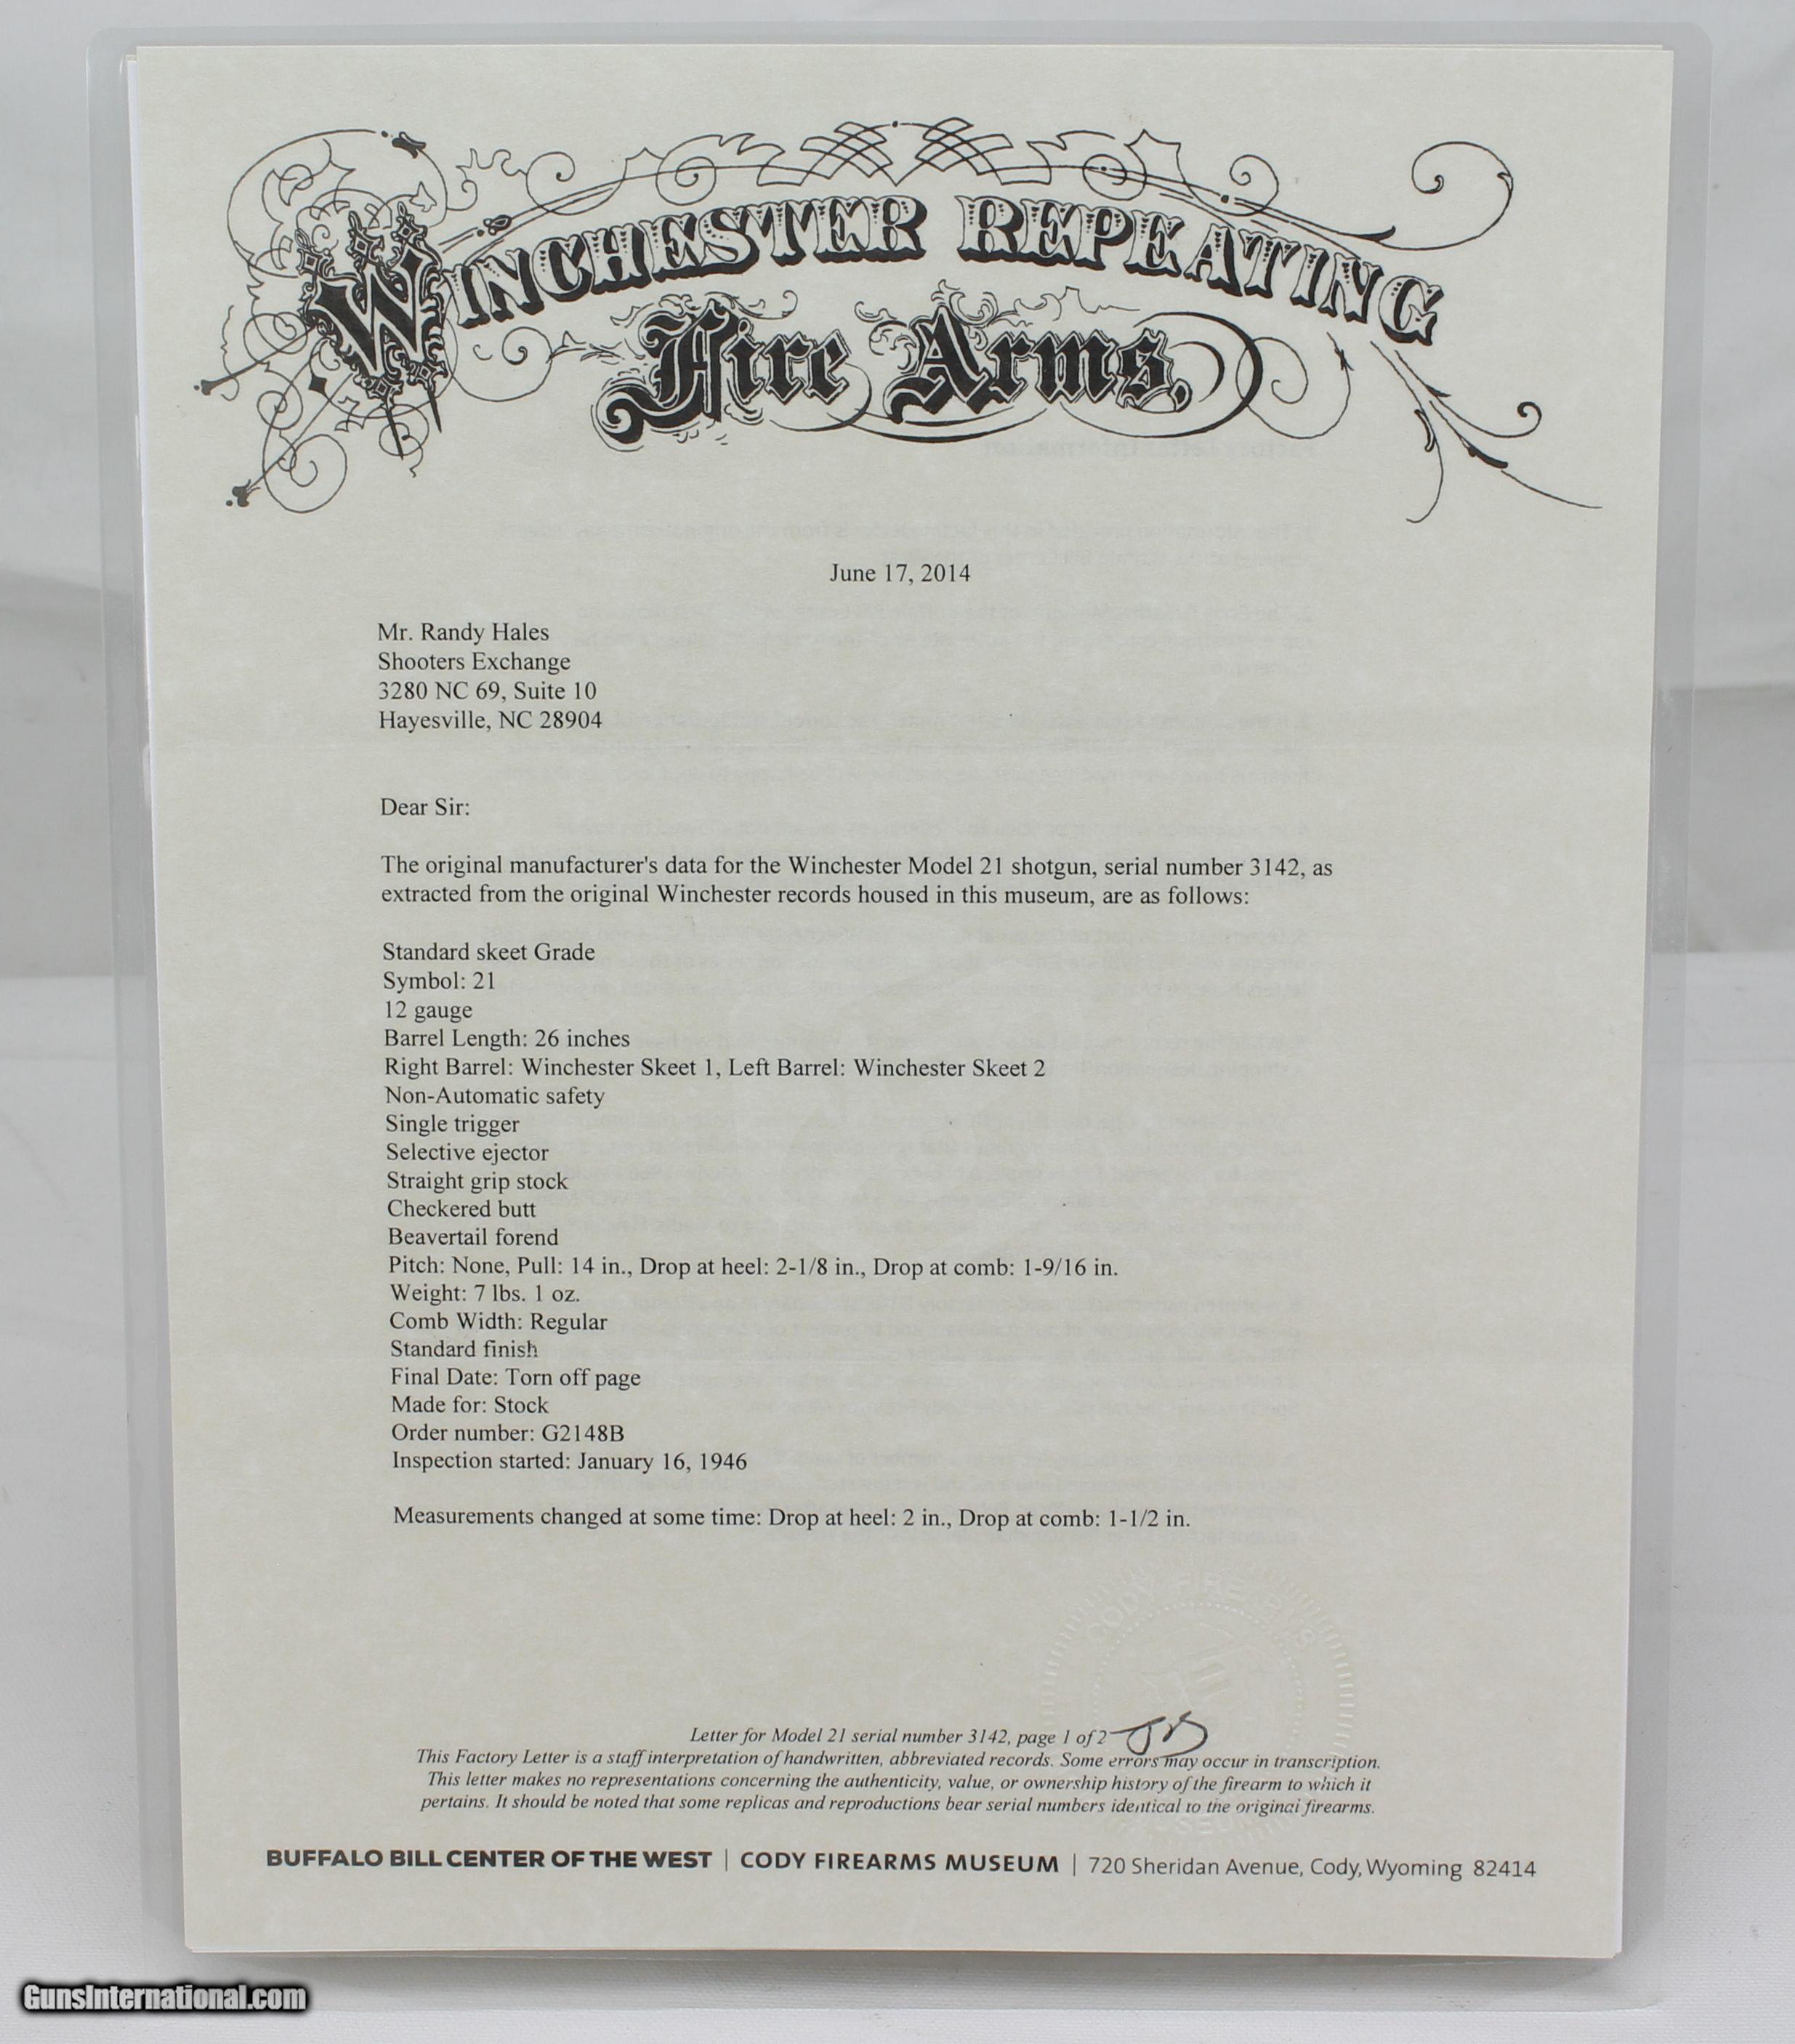 WINCHESTER REPEATING
Fire Arms.
June 17, 2014
Mr. Randy Hales
Shooters Exchange
3280 NC 69, Suite 10
Hayesville, NC 28904
Dear Sir:
The original manufacturer's data for the Winchester Model 21 shotgun, serial number 3142, as
extracted from the original Winchester records housed in this museum, are as follows:
Standard skeet Grade
Symbol: 21
12 gauge
Barrel Length: 26 inches
Right Barrel: Winchester Skeet 1, Left Barrel: Winchester Skeet 2
Non-Automatic safety
Single trigger
Selective ejector
Straight grip stock
Checkered butt
Beavertail forend
Pitch: None, Pull: 14 in., Drop at heel: 2-1/8 in., Drop at comb: 1-9/16 in.
Weight: 7 lbs. 1 oz.
Comb Width: Regular
Standard finish
Final Date: Torn off page
Made for: Stock
Order number: G2148B
Inspection started: January 16, 1946
Measurements changed at some time: Drop at heel: 2 in., Drop at comb: 1-1/2 in.
Letter for Model 21 serial number 3142, page 1 of 2
This Factory Letter is a staff interpretation of handwritten, abbreviated records. Some errors may occur in transcription.
This letter makes no representations concerning the authenticity, value, or ownership history of the firearm to which it
pertains. It should be noted that some replicas and reproductions bear serial numbers identical to the original firearms.
BUFFALO BILL CENTER OF THE WEST | CODY FIREARMS MUSEUM | 720 Sheridan Avenue, Cody, Wyoming 82414
GunsInternational.com